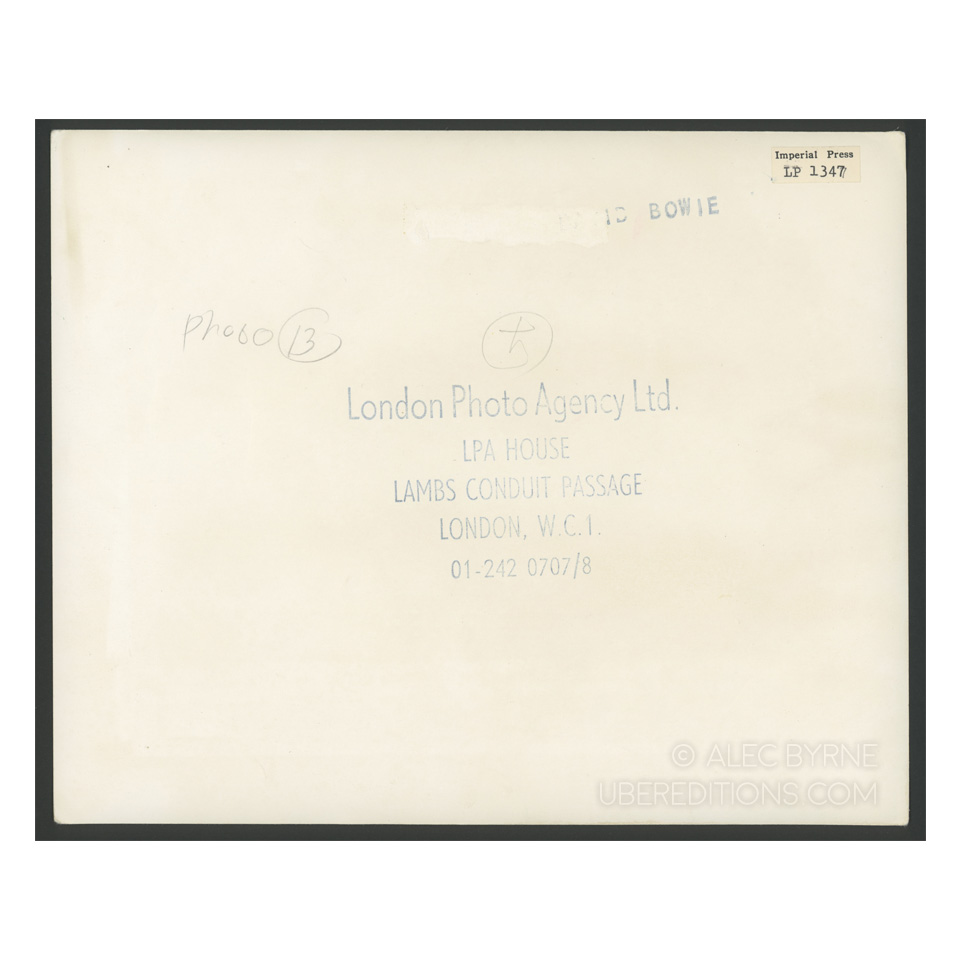 Imperial Press
LP 1347
BOWIE
Photo 13
London Photo Agency Ltd.
LPA HOUSE
LAMBS CONDUIT PASSAGE
LONDON, W.C.1.
01-242 0707/8
© ALEC BYRNE
UBEREDITIONS COM